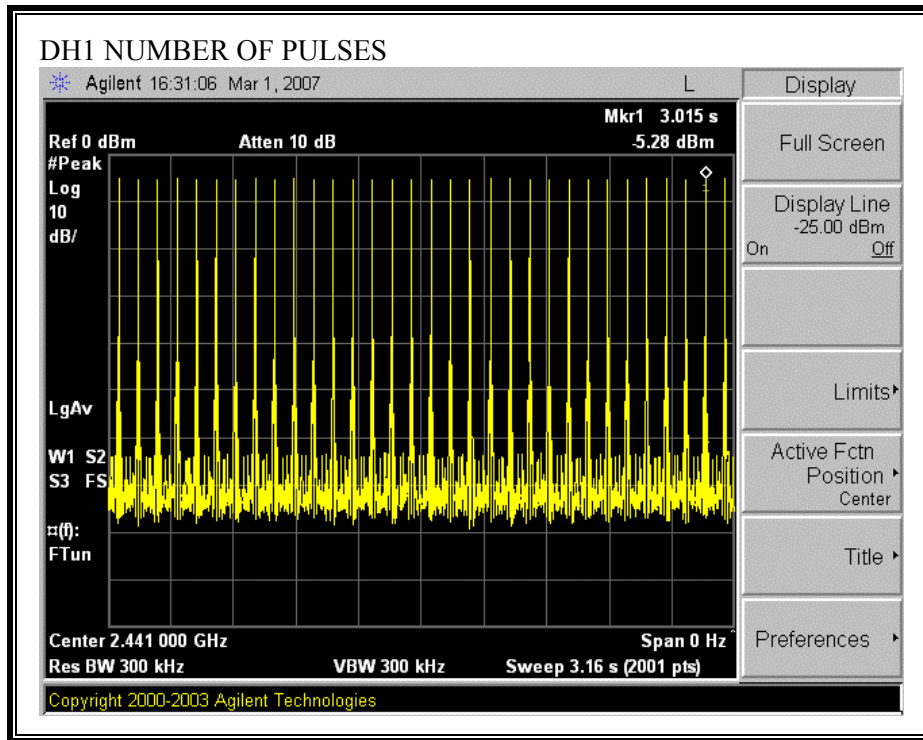 DH1 NUMBER OF PULSES
Agilent 16:31:06 Mar 1, 2007 L
Display
Mkr1 3.015 s
Ref 0 dBm Atten 10 dB -5.28 dBm
#Peak
Log
10
dB/
1
LgAv
W1 S2
S3 FS
¤(f):
FTun
Center 2.441 000 GHz Span 0 Hz ^
Res BW 300 kHz VBW 300 kHz Sweep 3.16 s (2001 pts)
Copyright 2000-2003 Agilent Technologies
Full Screen
Display Line
-25.00 dBm
On Off
Limits
Active Fctn
Position
Center
Title
Preferences